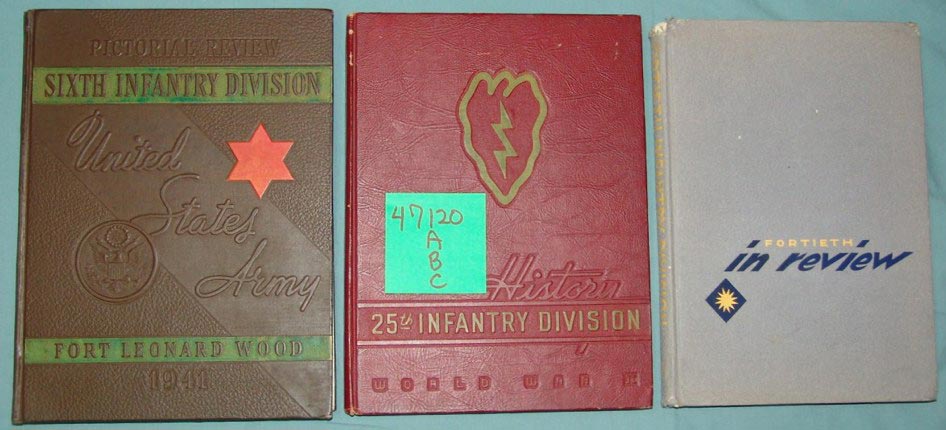 PICTORIAL REVIEW
SIXTH INFANTRY DIVISION
United
States
Army
FORT LEONARD WOOD
1941
47120
A
B
C
History
25th INFANTRY DIVISION
WORLD WAR II
FORTIETH
in review